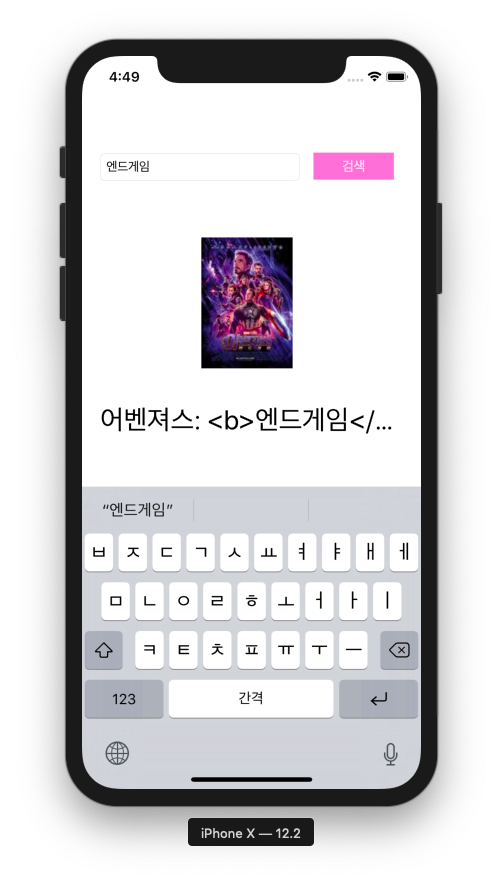 4:49
엔드게임 검색
어벤져스: <b>엔드게임</...
“엔드게임”
ㅂ ㅈ ㄷ ㄱ ㅅ ㅛ ㅕ ㅑ ㅐ ㅔ
ㅁ ㄴ ㅇ ㄹ ㅎ ㅗ ㅓ ㅏ ㅣ
ㅋ ㅌ ㅊ ㅍ ㅠ ㅜ ㅡ
123 간격
iPhone X — 12.2